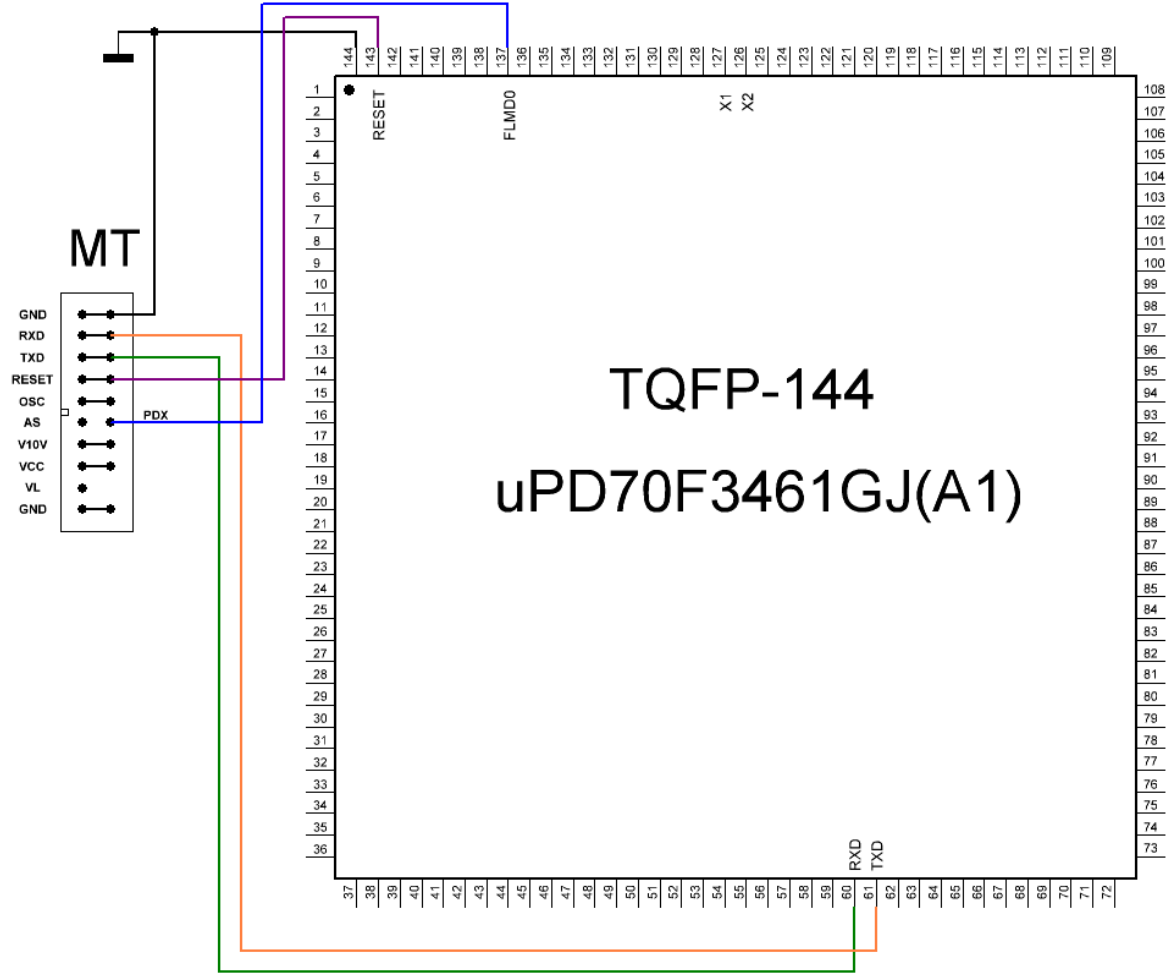 144 143 142 141 140 139 138 137 136 135 134 133 132 131 130 129 128 127 126 125 124 123 122 121 120 119 118 117 116 115 114 113 112 111 110 109
RESET FLMD0 X1 X2
1 108
2 107
3 106
4 105
5 104
6 103
7 102
MT
8 101
9 100
10 99
GND 11 98
RXD 12 97
TXD 13 96
RESET 14 95
TQFP-144
OSC 15 94
AS PDX 16 93
V10V 17 92
VCC 18 91
VL 19 90
uPD70F3461GJ(A1)
GND 20 89
21 88
22 87
23 86
24 85
25 84
26 83
27 82
28 81
29 80
30 79
31 78
32 77
33 76
34 75
35 74
36 73
RXD TXD
37 38 39 40 41 42 43 44 45 46 47 48 49 50 51 52 53 54 55 56 57 58 59 60 61 62 63 64 65 66 67 68 69 70 71 72